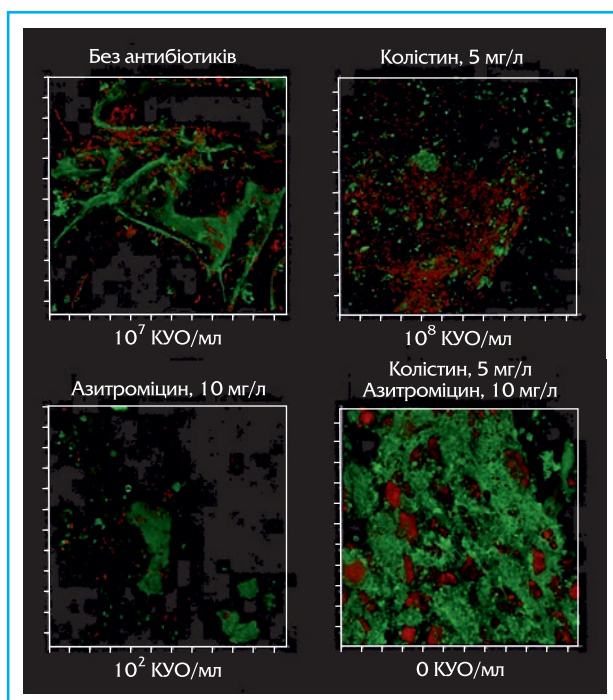 Без антибіотиків
Колістин, 5 мг/л
10⁷ КУО/мл
10⁸ КУО/мл
Азитроміцин, 10 мг/л
Колістин, 5 мг/л
Азитроміцин, 10 мг/л
10² КУО/мл
0 КУО/мл